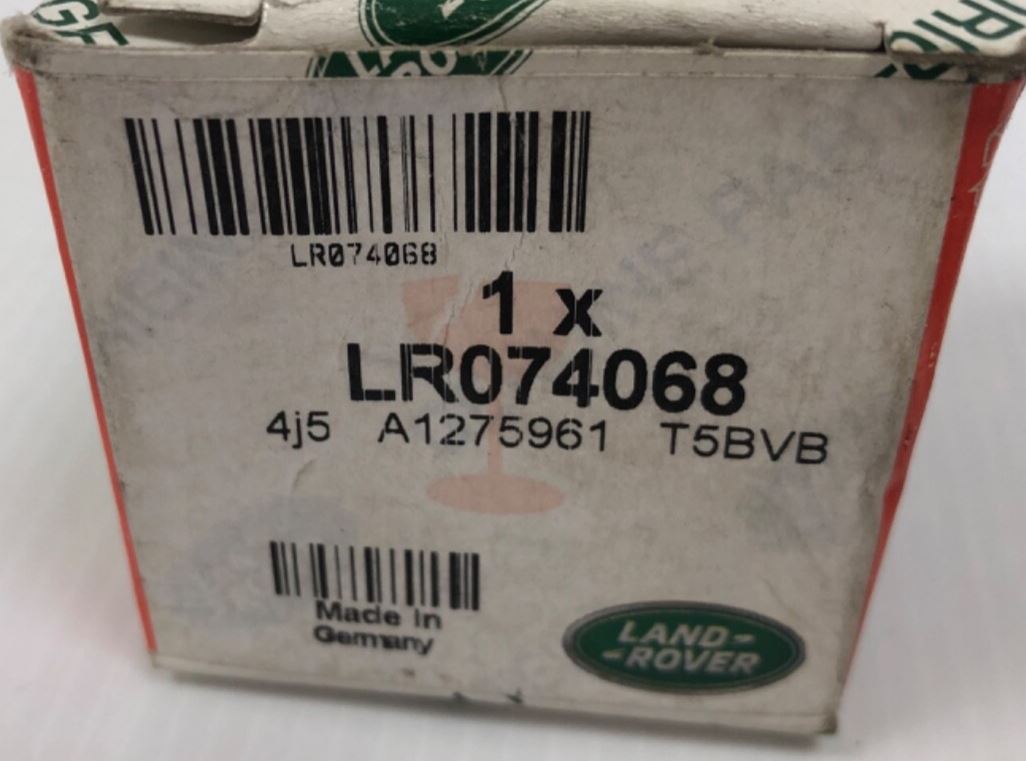 LR074068
1 x
LR074068
4j5 A1275961 T5BVB
Made in
Germany
LAND-
-ROVER